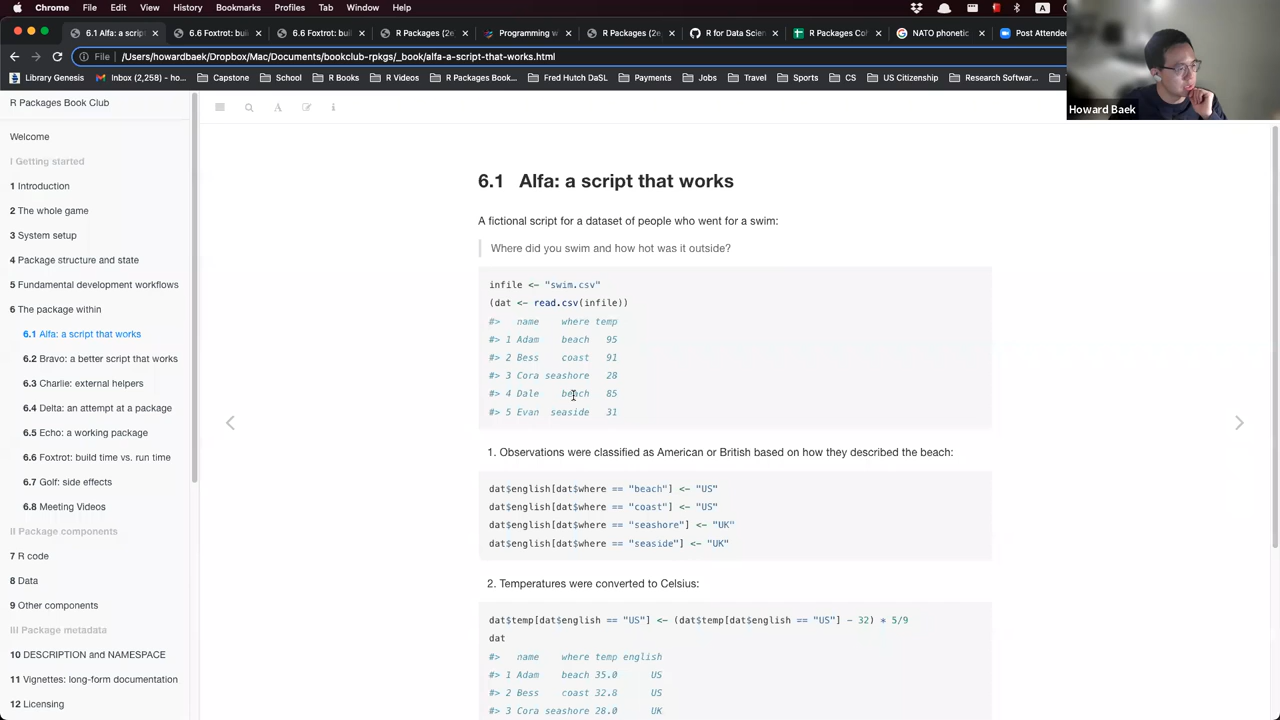 Chrome File Edit View History Bookmarks Profiles Tab Window Help
6.1 Alfa: a scrip 6.6 Foxtrot: bui 6.6 Foxtrot: bui R Packages (2e, Programming w R Packages (2e, R for Data Scien R Packages Coh NATO phonetic Post Attended
File /Users/howardbaek/Dropbox/Mac/Documents/bookclub-rpkgs/_book/alfa-a-script-that-works.html
Library Genesis Inbox (2,258) - ho... Capstone School R Books R Videos R Packages Book... Fred Hutch DaSL Payments Jobs Travel Sports CS US Citizenship Research Softwar...
Howard Baek
R Packages Book Club
Welcome
I Getting started
1 Introduction
2 The whole game
3 System setup
4 Package structure and state
5 Fundamental development workflows
6 The package within
6.1 Alfa: a script that works
6.2 Bravo: a better script that works
6.3 Charlie: external helpers
6.4 Delta: an attempt at a package
6.5 Echo: a working package
6.6 Foxtrot: build time vs. run time
6.7 Golf: side effects
6.8 Meeting Videos
II Package components
7 R code
8 Data
9 Other components
III Package metadata
10 DESCRIPTION and NAMESPACE
11 Vignettes: long-form documentation
12 Licensing
6.1 Alfa: a script that works
A fictional script for a dataset of people who went for a swim:
Where did you swim and how hot was it outside?
infile <- "swim.csv"
(dat <- read.csv(infile))
#> name where temp
#> 1 Adam beach 95
#> 2 Bess coast 91
#> 3 Cora seashore 28
#> 4 Dale beach 85
#> 5 Evan seaside 31
1. Observations were classified as American or British based on how they described the beach:
dat$english[dat$where == "beach"] <- "US"
dat$english[dat$where == "coast"] <- "US"
dat$english[dat$where == "seashore"] <- "UK"
dat$english[dat$where == "seaside"] <- "UK"
2. Temperatures were converted to Celsius:
dat$temp[dat$english == "US"] <- (dat$temp[dat$english == "US"] - 32) * 5/9
dat
#> name where temp english
#> 1 Adam beach 35.0 US
#> 2 Bess coast 32.8 US
#> 3 Cora seashore 28.0 UK